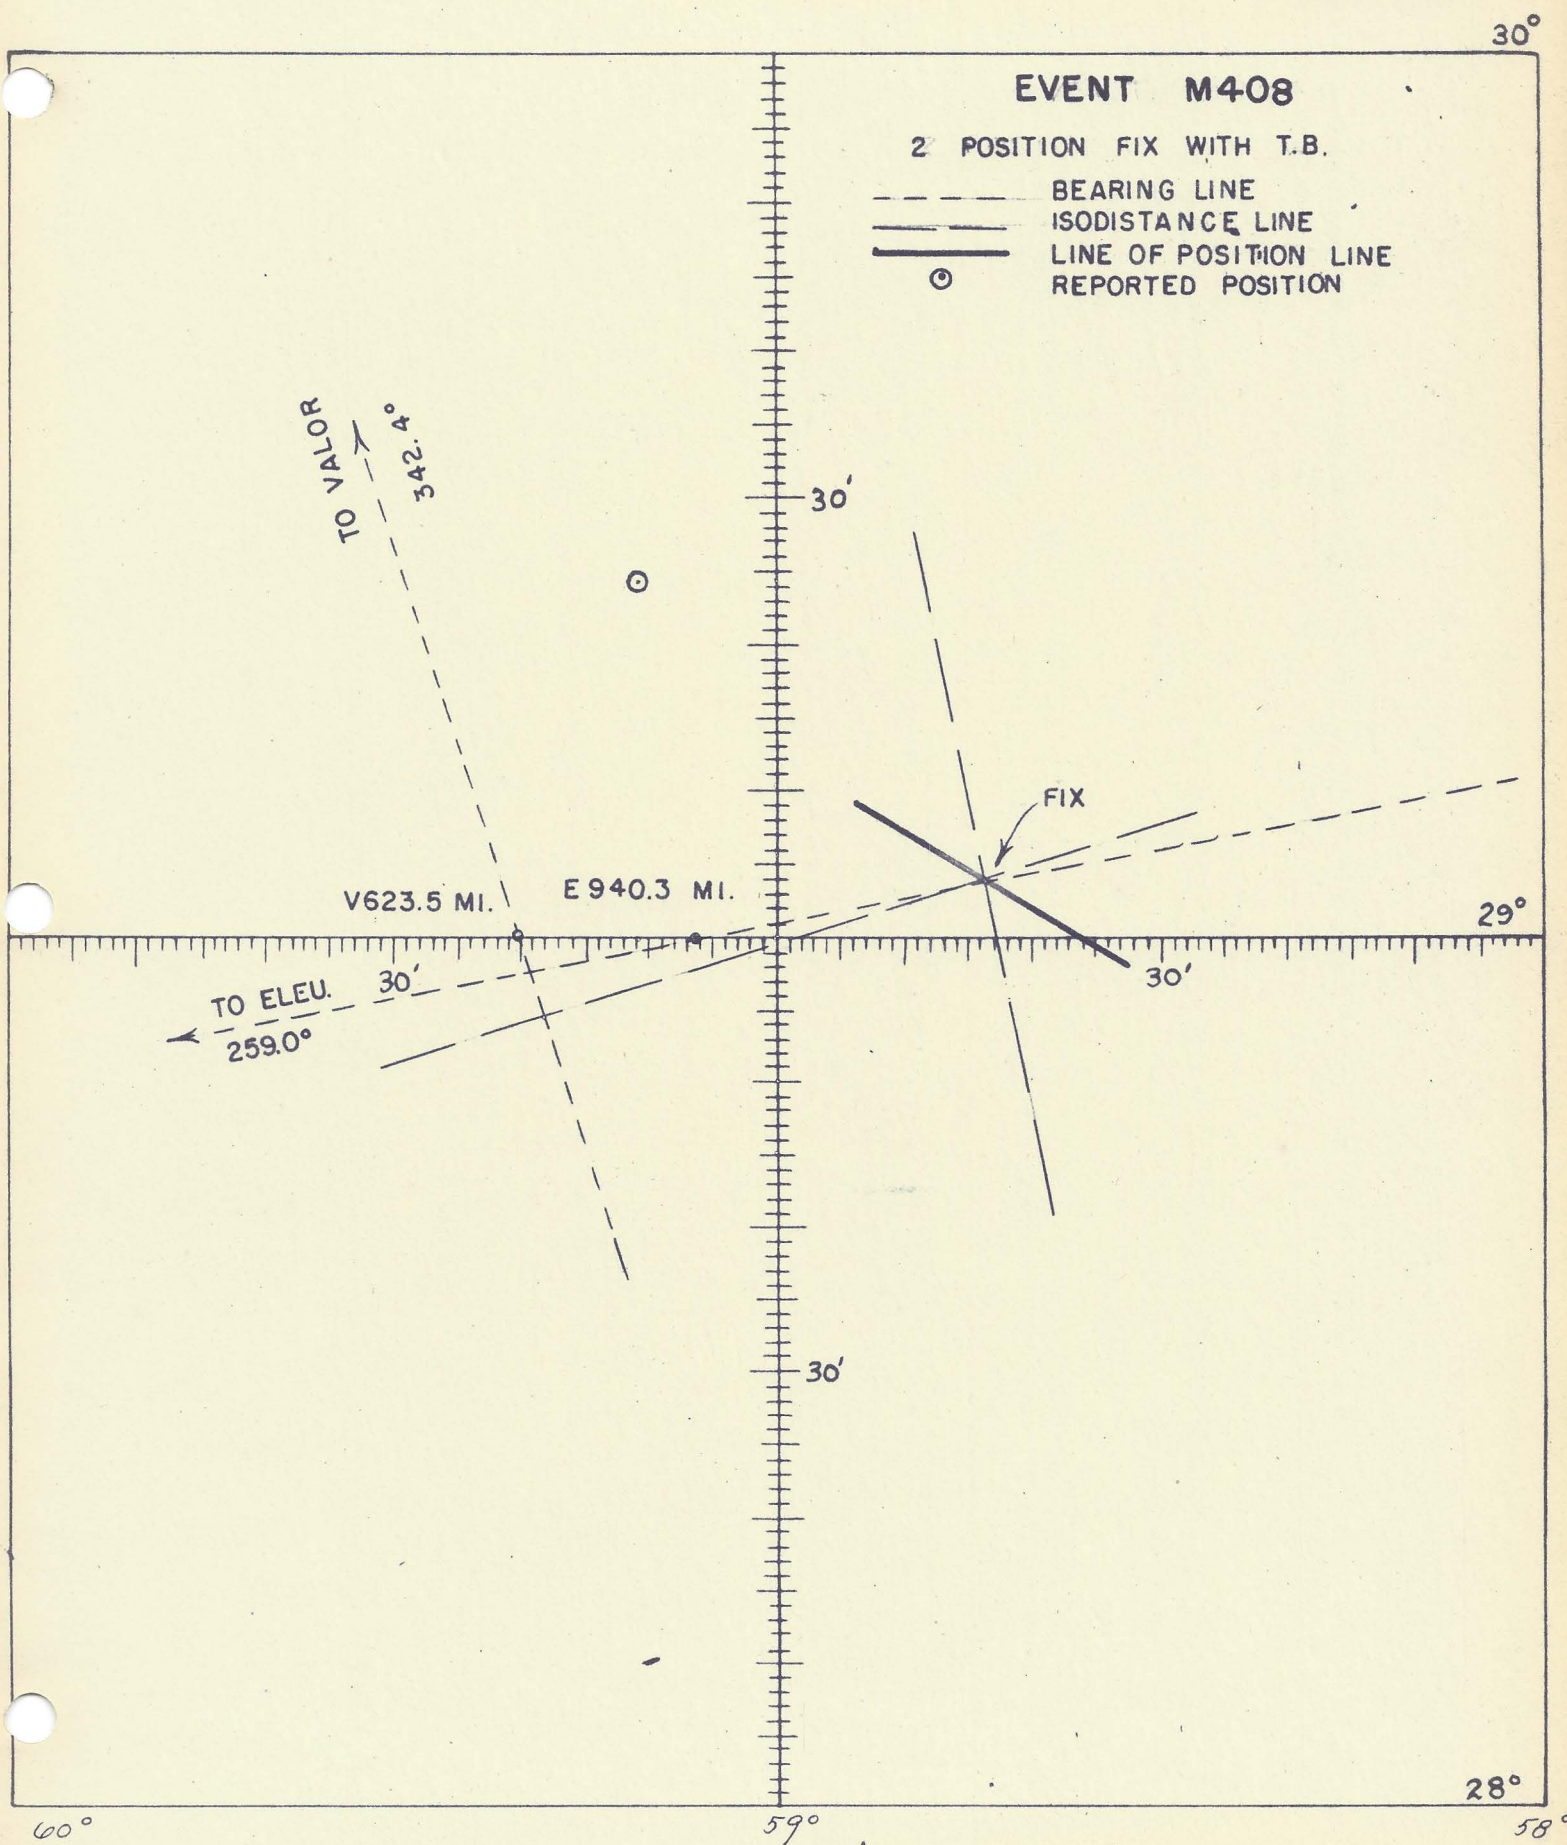 30°
EVENT M408
2 POSITION FIX WITH T.B.
BEARING LINE
ISODISTANCE LINE
LINE OF POSITION LINE
REPORTED POSITION
TO VALOR
342.4°
30'
FIX
V623.5 MI.
E940.3 MI.
29°
30'
30'
TO ELEU.
259.0°
30'
28°
60°
59°
58°